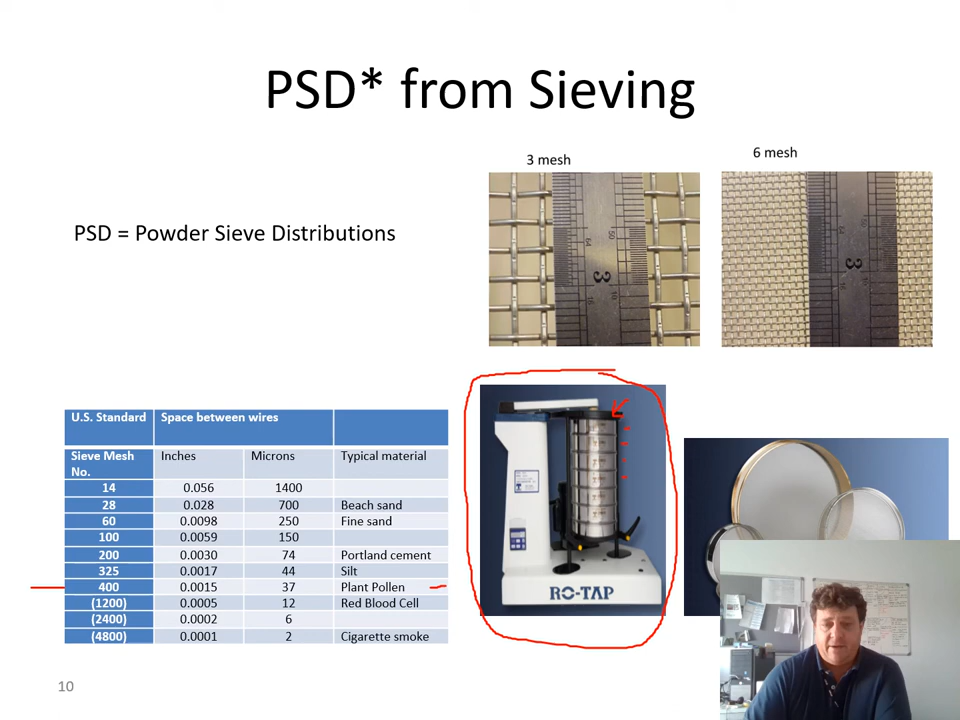 PSD* from Sieving
3 mesh
6 mesh
PSD = Powder Sieve Distributions
U.S. Standard Space between wires
Sieve Mesh No. Inches Microns Typical material
14 0.056 1400
28 0.028 700 Beach sand
60 0.0098 250 Fine sand
100 0.0059 150
200 0.0030 74 Portland cement
325 0.0017 44 Silt
400 0.0015 37 Plant Pollen
(1200) 0.0005 12 Red Blood Cell
(2400) 0.0002 6
(4800) 0.0001 2 Cigarette smoke
3
3
RO-TAP
10